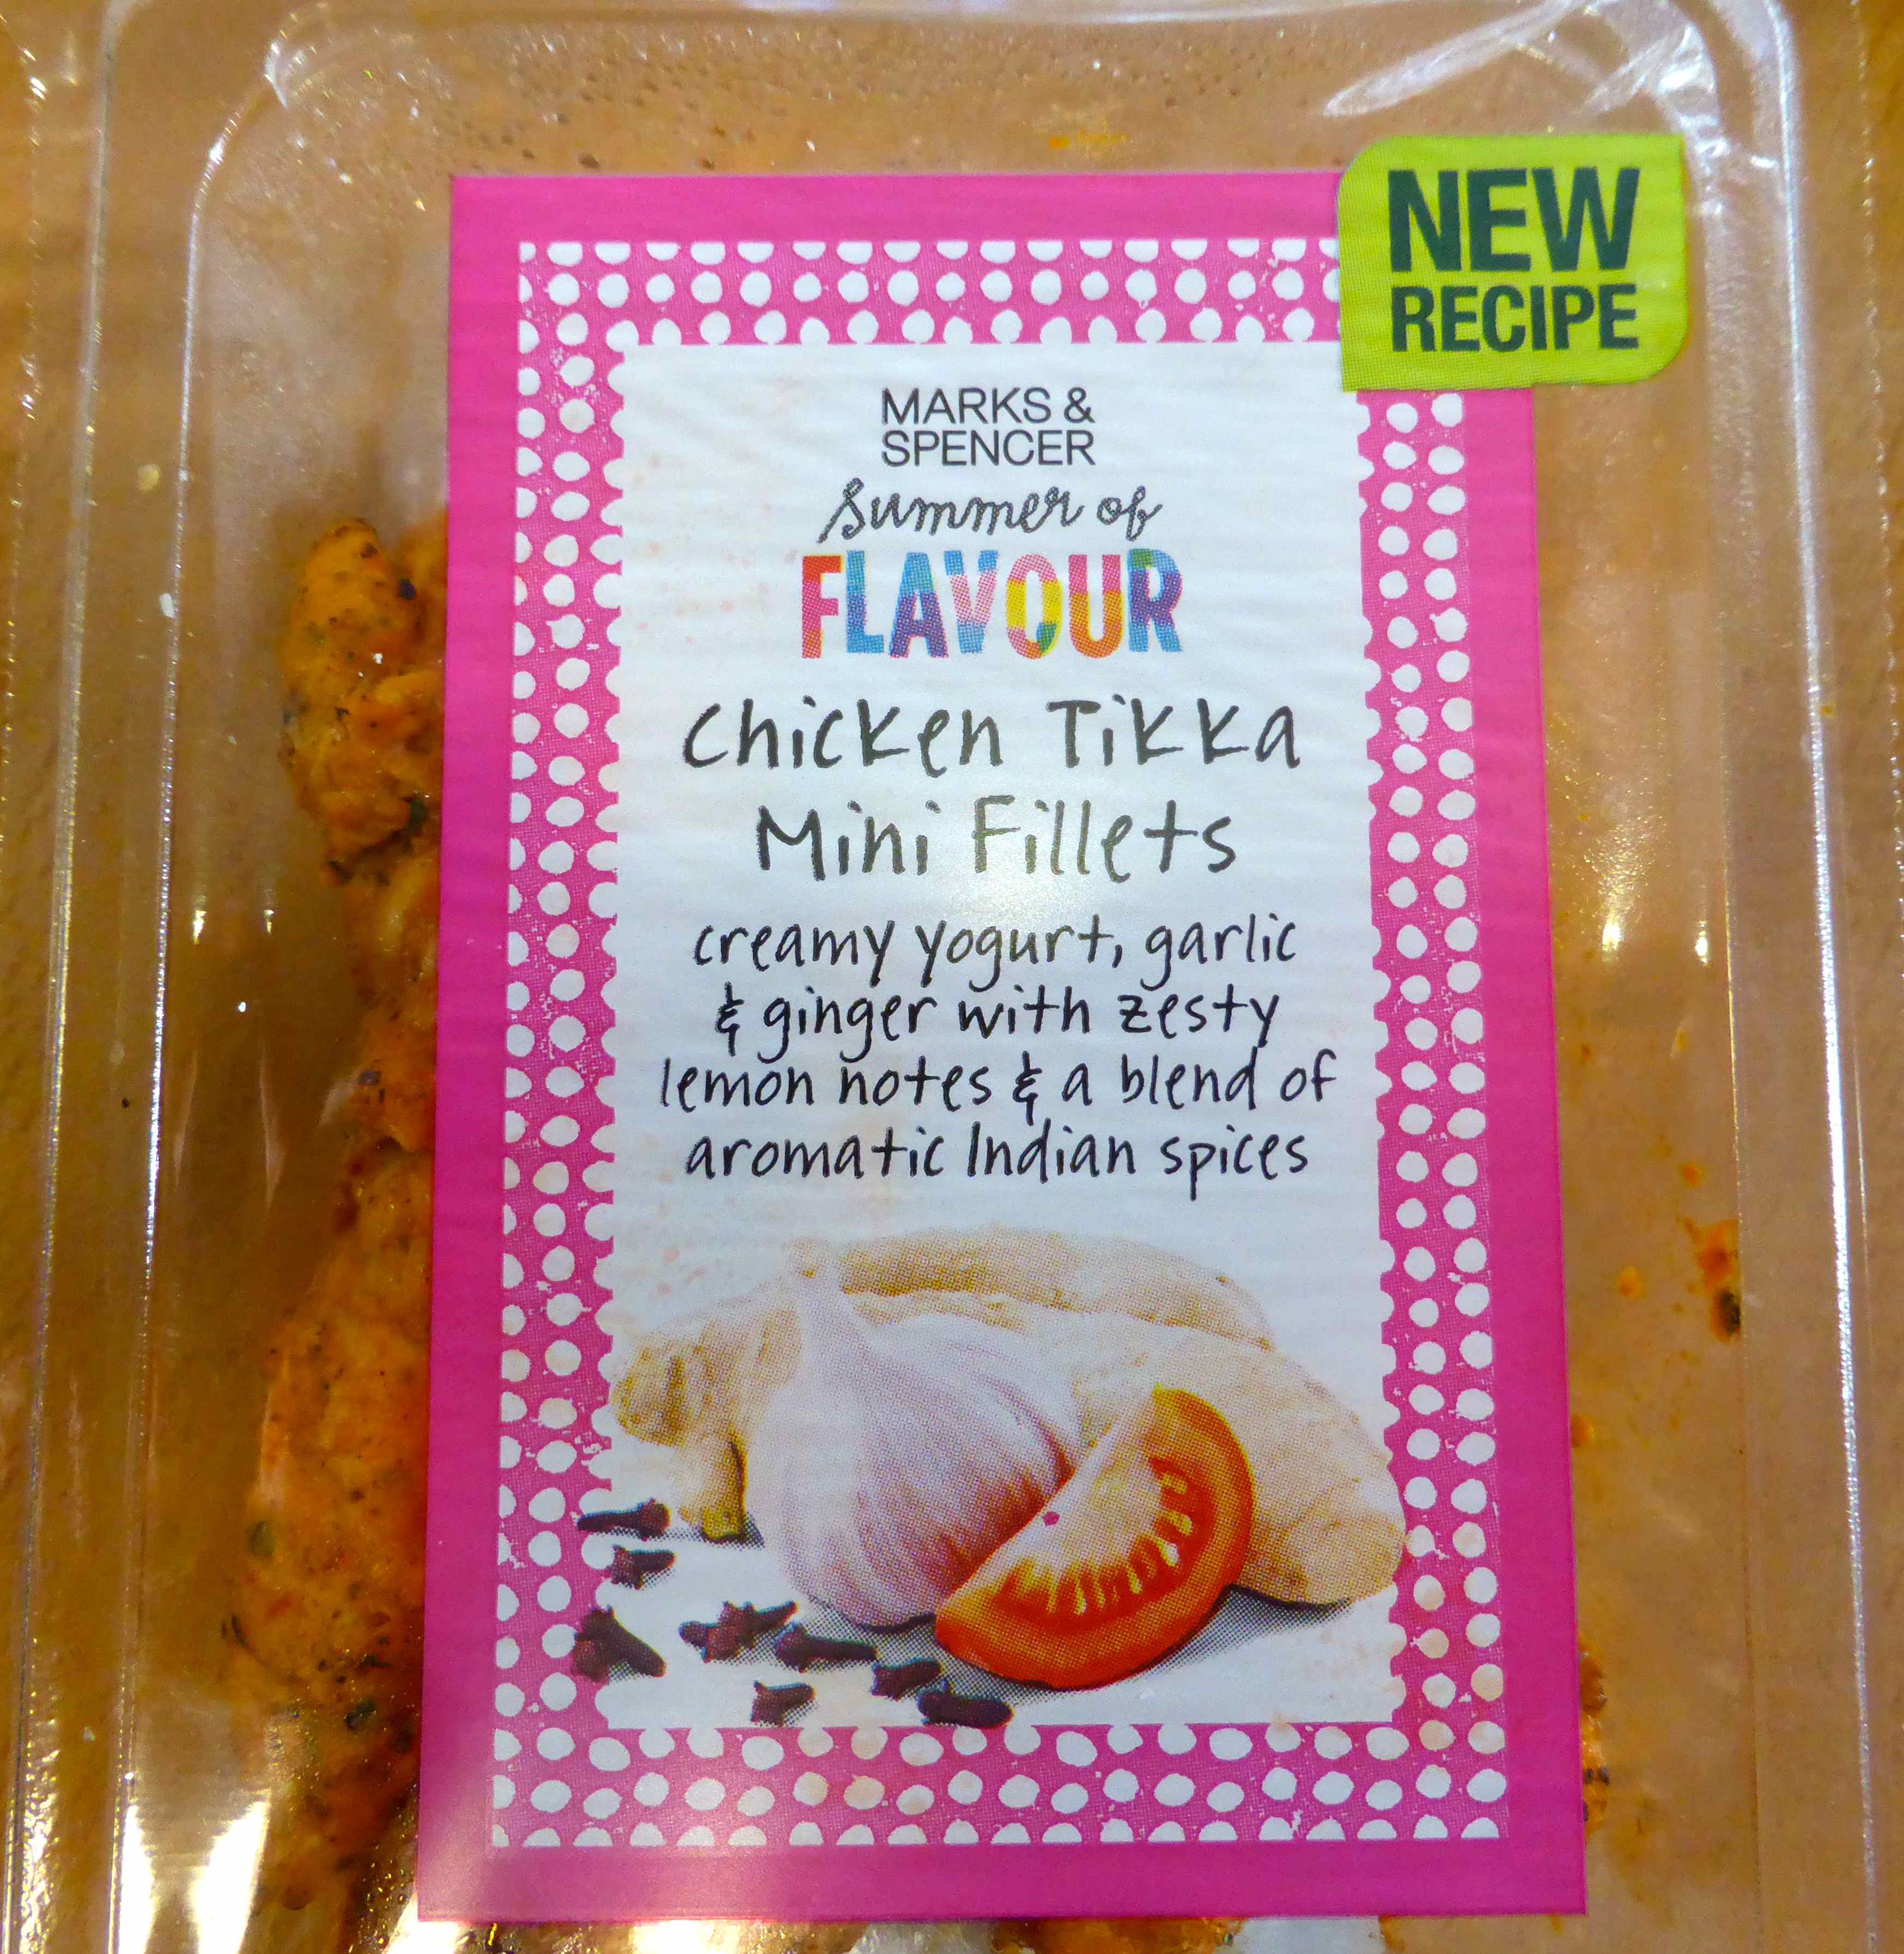 NEW
RECIPE
MARKS &
SPENCER
Summer of
FLAVOUR
Chicken Tikka
Mini Fillets
creamy yogurt, garlic
& ginger with zesty
lemon notes & a blend of
aromatic Indian spices